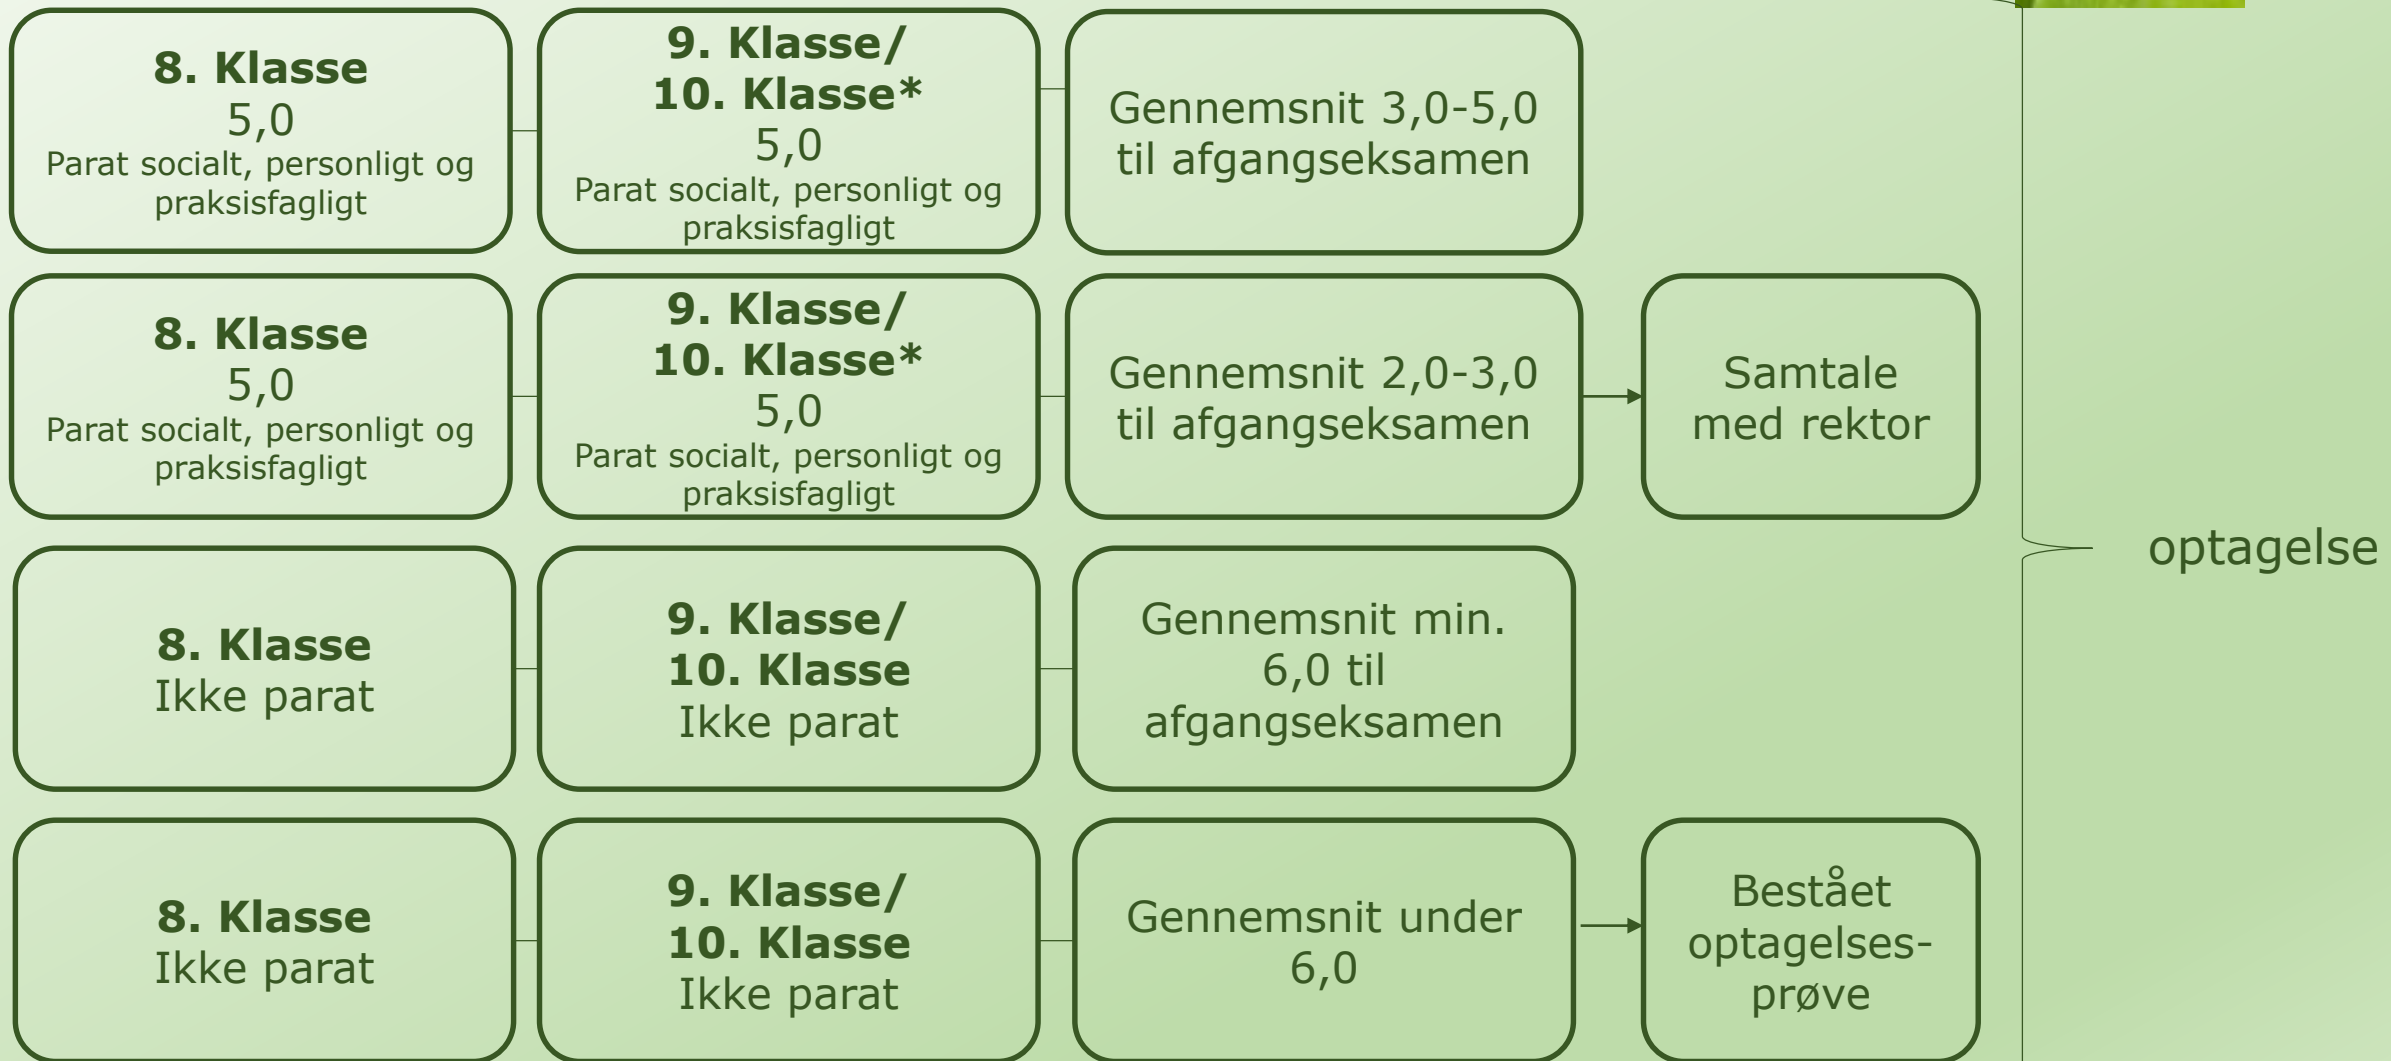 8. Klasse
5,0
Parat socialt, personligt og
praksisfagligt
9. Klasse/
10. Klasse*
5,0
Parat socialt, personligt og
praksisfagligt
Gennemsnit 3,0-5,0
til afgangseksamen
8. Klasse
5,0
Parat socialt, personligt og
praksisfagligt
9. Klasse/
10. Klasse*
5,0
Parat socialt, personligt og
praksisfagligt
Gennemsnit 2,0-3,0
til afgangseksamen
Samtale
med rektor
optagelse
8. Klasse
Ikke parat
9. Klasse/
10. Klasse
Ikke parat
Gennemsnit min.
6,0 til
afgangseksamen
8. Klasse
Ikke parat
9. Klasse/
10. Klasse
Ikke parat
Gennemsnit under
6,0
Bestået
optagelses-
prøve